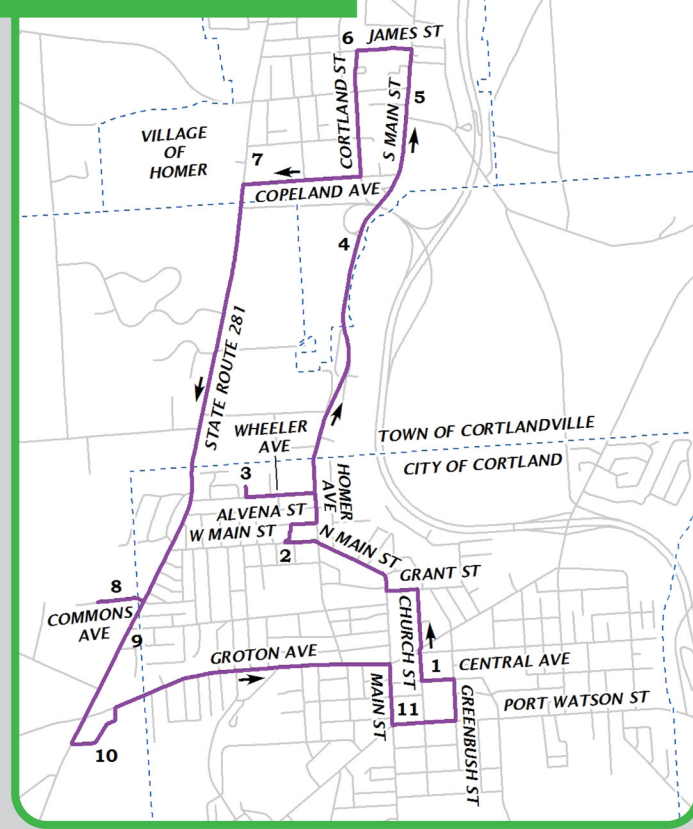 6
JAMES ST
CORTLAND ST
S MAIN ST
5
VILLAGE
OF
HOMER
7
COPELAND AVE
4
STATE ROUTE 281
WHEELER
AVE
TOWN OF CORTLANDVILLE
CITY OF CORTLAND
3
HOMER
AVE
ALVENA ST
W MAIN ST
2
N MAIN ST
GRANT ST
8
COMMONS
AVE
9
CHURCH ST
GROTON AVE
1
CENTRAL AVE
MAIN ST
11
GREENBUSH ST
PORT WATSON ST
10